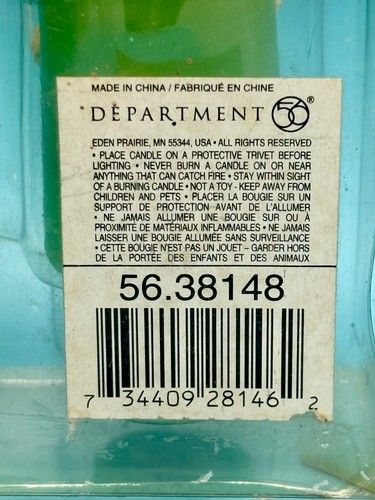 MADE IN CHINA / FABRIQUÉ EN CHINE
DEPARTMENT 56®
EDEN PRAIRIE, MN 55344, USA • ALL RIGHTS RESERVED
• PLACE CANDLE ON A PROTECTIVE TRIVET BEFORE
LIGHTING • NEVER BURN A CANDLE ON OR NEAR
ANYTHING THAT CAN CATCH FIRE • STAY WITHIN SIGHT
OF A BURNING CANDLE • NOT A TOY - KEEP AWAY FROM
CHILDREN AND PETS • PLACER LA BOUGIE SUR UN
SUPPORT DE PROTECTION AVANT DE L'ALLUMER
• NE JAMAIS ALLUMER UNE BOUGIE SUR OU À
PROXIMITÉ DE MATÉRIAUX INFLAMMABLES • NE JAMAIS
LAISSER UNE BOUGIE ALLUMÉE SANS SURVEILLANCE
• CETTE BOUGIE N'EST PAS UN JOUET – GARDER HORS
DE LA PORTÉE DES ENFANTS ET DES ANIMAUX
56.38148
7 34409 28146 2